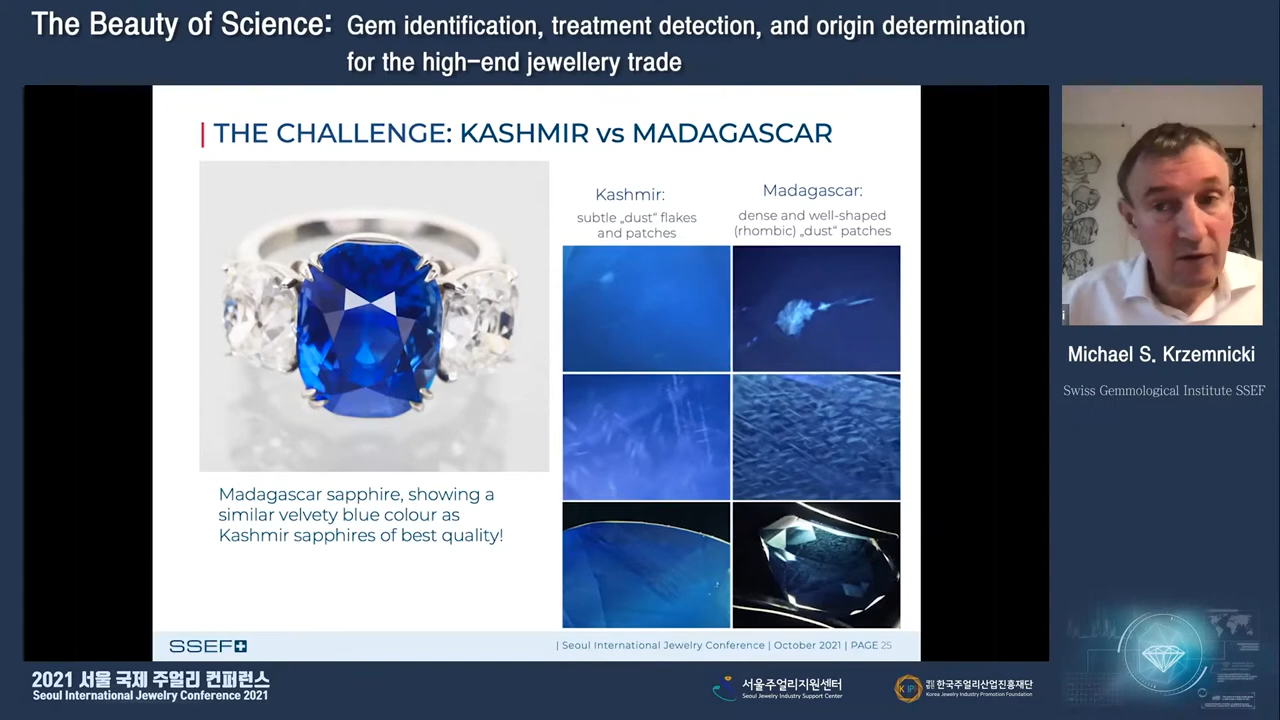 The Beauty of Science: Gem identification, treatment detection, and origin determination
for the high-end jewellery trade
THE CHALLENGE: KASHMIR vs MADAGASCAR
Kashmir:
subtle „dust" flakes
and patches
Madagascar:
dense and well-shaped
(rhombic) „dust" patches
Madagascar sapphire, showing a
similar velvety blue colour as
Kashmir sapphires of best quality!
SSEF
| Seoul International Jewelry Conference | October 2021 | PAGE 25
i
Michael S. Krzemnicki
Swiss Gemmological Institute SSEF
2021 서울 국제 주얼리 컨퍼런스
Seoul International Jewelry Conference 2021
서울주얼리지원센터
Seoul Jewelry Industry Support Center
재단법인 한국주얼리산업진흥재단
Korea Jewelry Industry Promotion Foundation